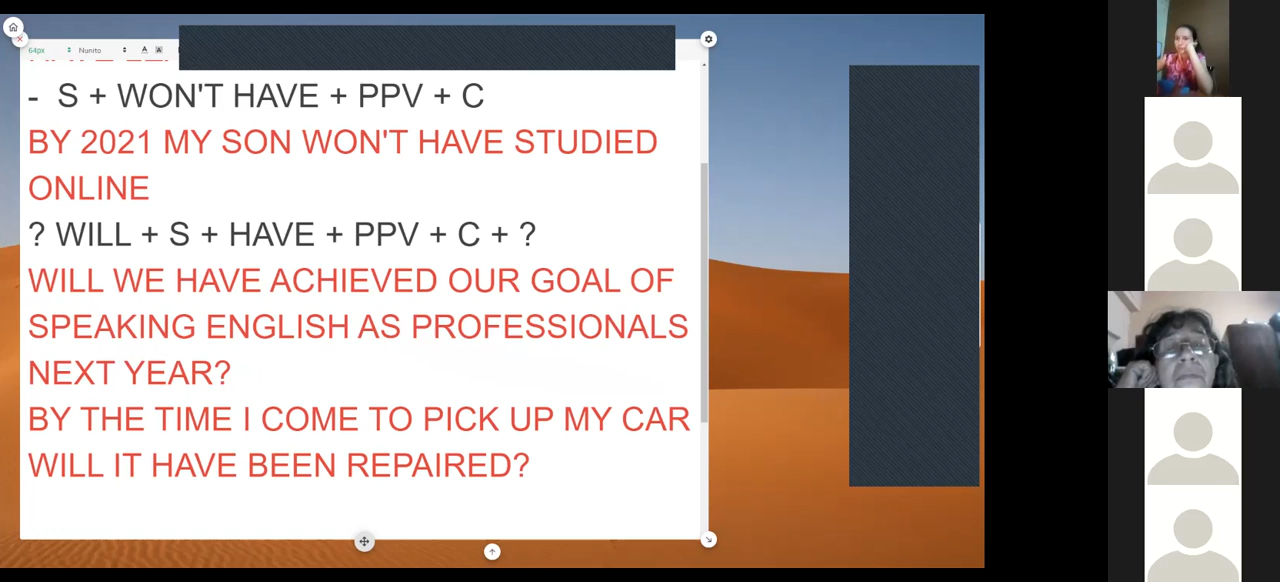 64px Nunito A A
- S + WON'T HAVE + PPV + C
BY 2021 MY SON WON'T HAVE STUDIED
ONLINE
? WILL + S + HAVE + PPV + C + ?
WILL WE HAVE ACHIEVED OUR GOAL OF
SPEAKING ENGLISH AS PROFESSIONALS
NEXT YEAR?
BY THE TIME I COME TO PICK UP MY CAR
WILL IT HAVE BEEN REPAIRED?